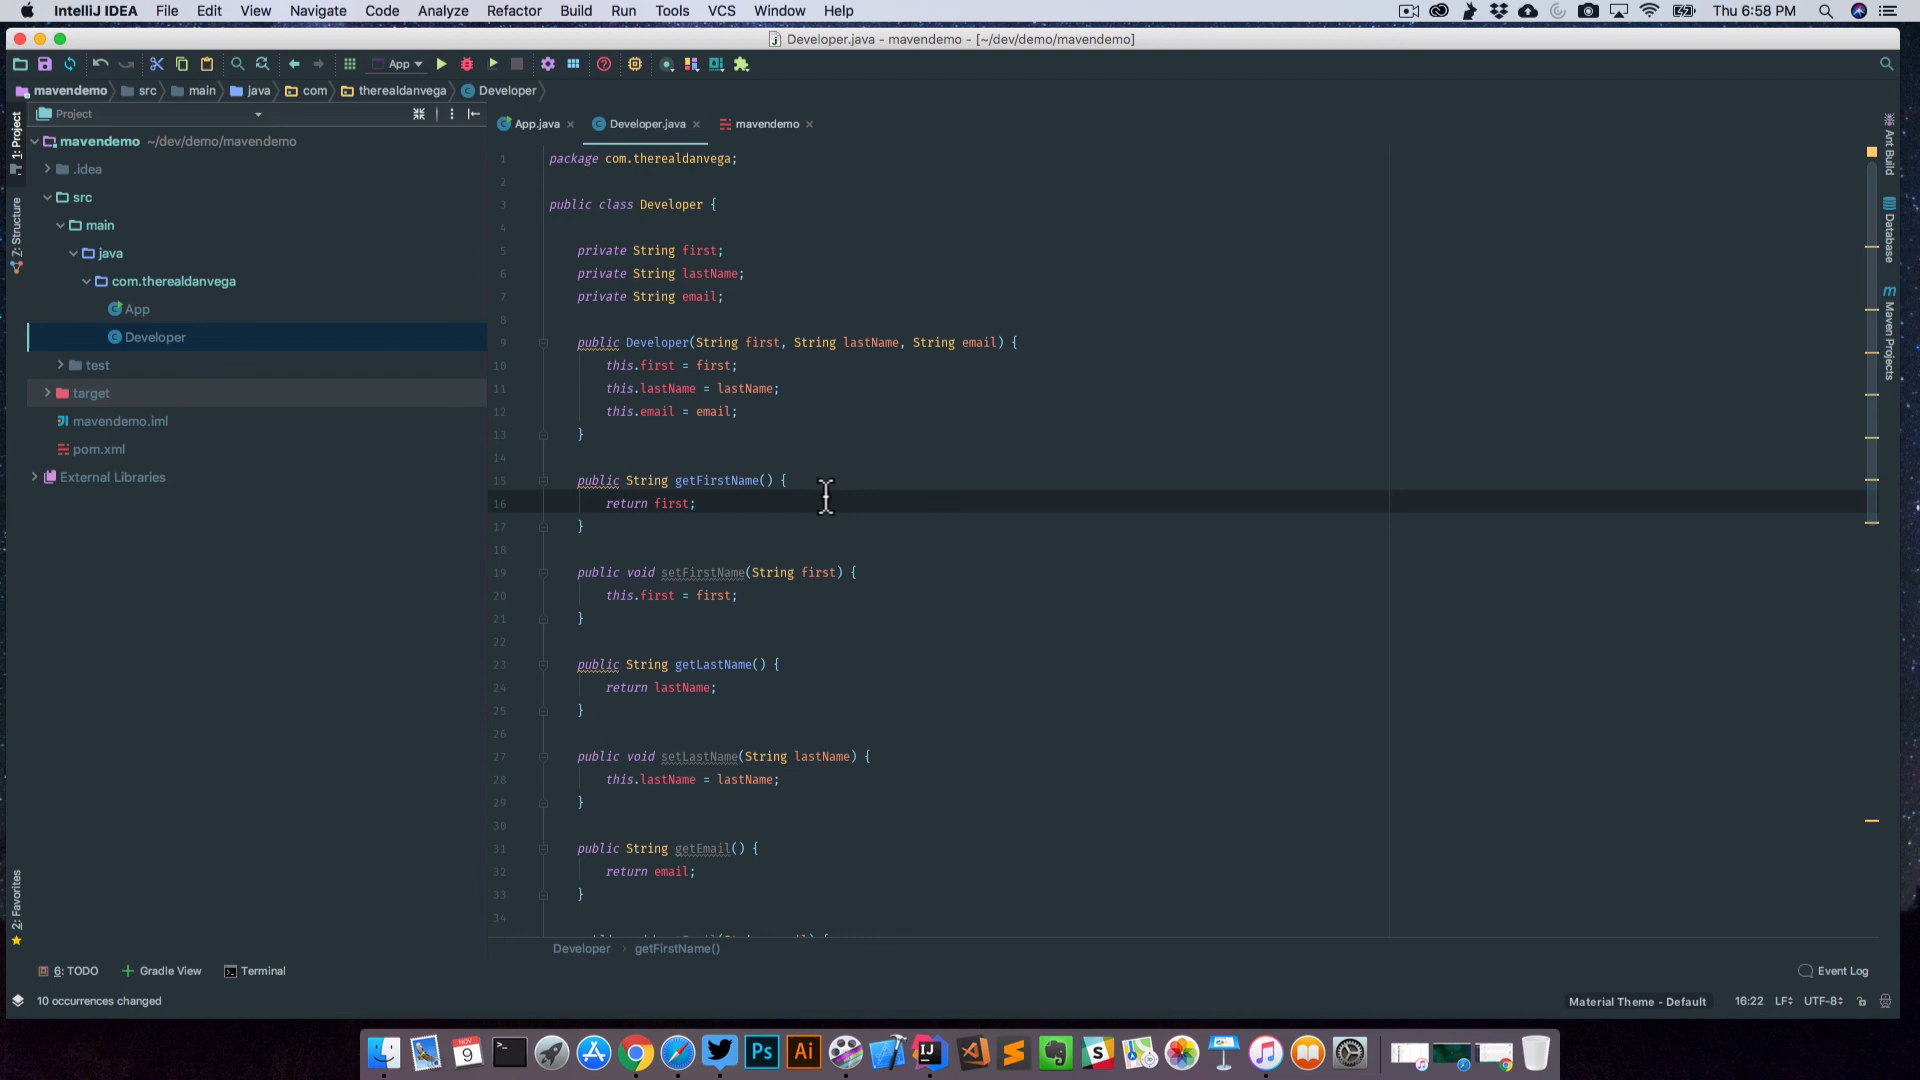 IntelliJ IDEA File Edit View Navigate Code Analyze Refactor Build Run Tools VCS Window Help Thu 6:58 PM
Developer.java - mavendemo - [~/dev/demo/mavendemo]
App
mavendemo src main java com therealdanvega Developer
Project
App.java Developer.java mavendemo
1: Project
7: Structure
2: Favorites
mavendemo ~/dev/demo/mavendemo
.idea
src
main
java
com.therealdanvega
App
Developer
test
target
mavendemo.iml
pom.xml
External Libraries
1 package com.therealdanvega;
2
3 public class Developer {
4
5 private String first;
6 private String lastName;
7 private String email;
8
9 public Developer(String first, String lastName, String email) {
10 this.first = first;
11 this.lastName = lastName;
12 this.email = email;
13 }
14
15 public String getFirstName() {
16 return first;
17 }
18
19 public void setFirstName(String first) {
20 this.first = first;
21 }
22
23 public String getLastName() {
24 return lastName;
25 }
26
27 public void setLastName(String lastName) {
28 this.lastName = lastName;
29 }
30
31 public String getEmail() {
32 return email;
33 }
34
Ant Build
Database
Maven Projects
Developer getFirstName()
6: TODO Gradle View Terminal Event Log
10 occurrences changed Material Theme - Default 16:22 LF UTF-8
NOV
9
Ps
Ai
IJ